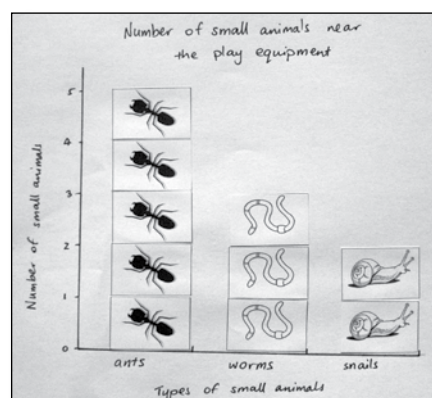 Number of small animals near
the play equipment
Number of small animals
5
4
3
2
1
0
ants worms snails
Types of small animals